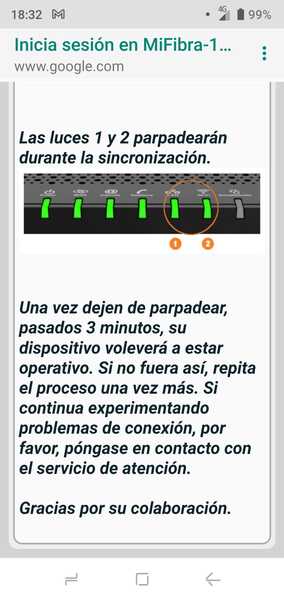 18:32
4G
99%
Inicia sesión en MiFibra-1...
www.google.com
Las luces 1 y 2 parpadearán
durante la sincronización.
1 2
Una vez dejen de parpadear,
pasados 3 minutos, su
dispositivo voleverá a estar
operativo. Si no fuera así, repita
el proceso una vez más. Si
continua experimentando
problemas de conexión, por
favor, póngase en contacto con
el servicio de atención.
Gracias por su colaboración.